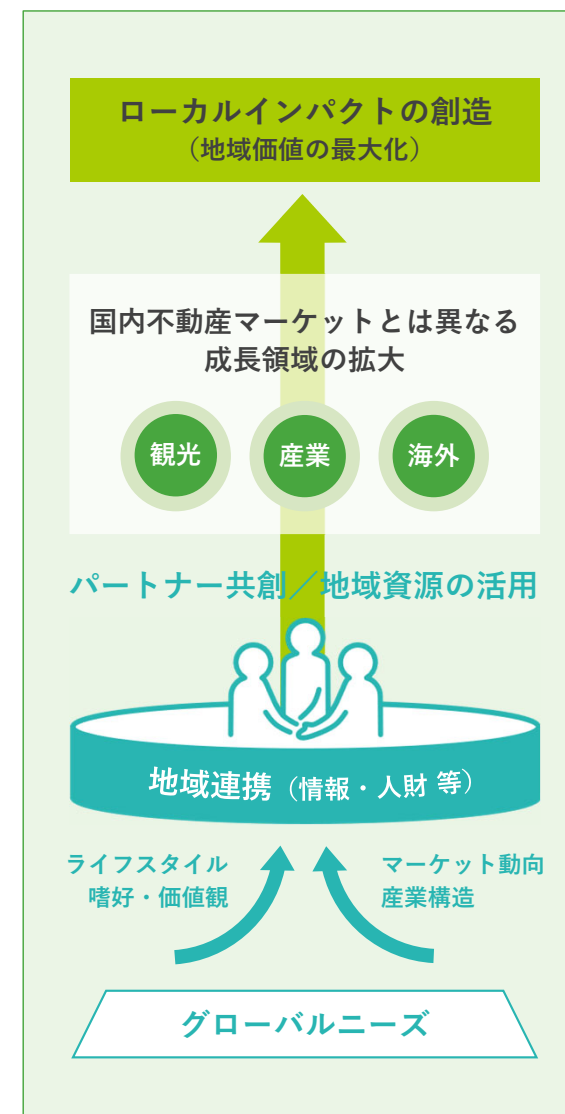 ローカルインパクトの創造
（地域価値の最大化）
国内不動産マーケットとは異なる
成長領域の拡大
観光
産業
海外
パートナー共創／地域資源の活用
地域連携（情報・人財 等）
ライフスタイル
嗜好・価値観
マーケット動向
産業構造
グローバルニーズ